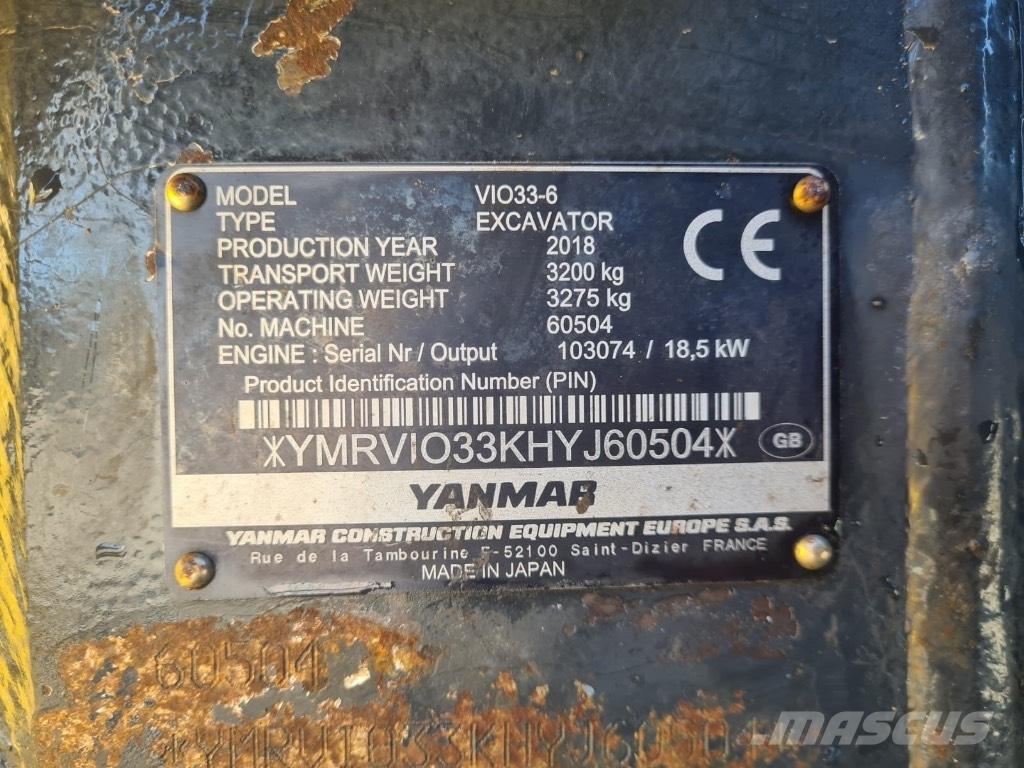 MODEL VIO33-6
TYPE EXCAVATOR
PRODUCTION YEAR 2018
TRANSPORT WEIGHT 3200 kg
OPERATING WEIGHT 3275 kg
No. MACHINE 60504
ENGINE : Serial Nr / Output 103074 / 18,5 kW
CE
Product Identification Number (PIN)
*YMRVIO33KHYJ60504*
GB
YANMAR
YANMAR CONSTRUCTION EQUIPMENT EUROPE S.A.S.
Rue de la Tambourine F-52100 Saint-Dizier FRANCE
MADE IN JAPAN
60504
*YMRVIO33KHYJ60504
MASCUS